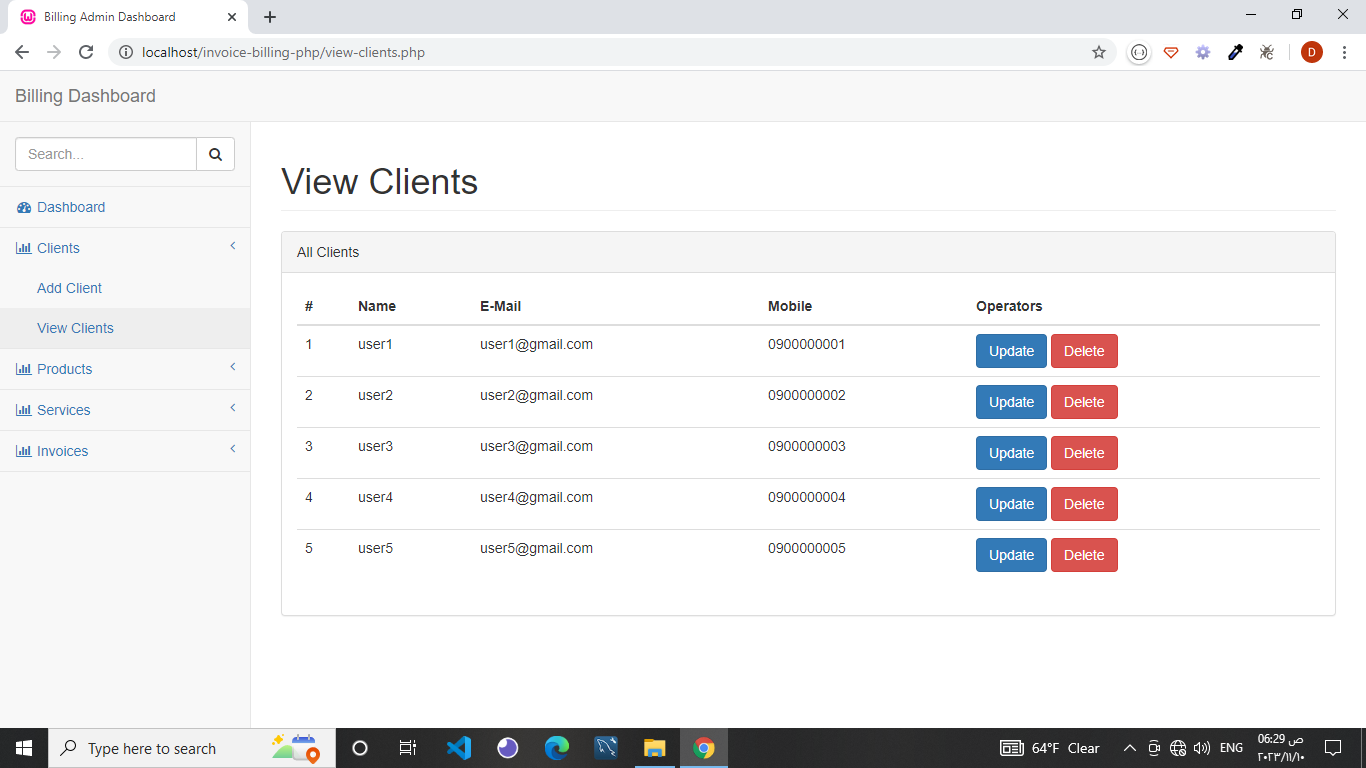 Billing Admin Dashboard
localhost/invoice-billing-php/view-clients.php
D
Billing Dashboard
Search...
Dashboard
Clients
Add Client
View Clients
Products
Services
Invoices
View Clients
All Clients
# Name E-Mail Mobile Operators
1 user1 user1@gmail.com 0900000001 Update Delete
2 user2 user2@gmail.com 0900000002 Update Delete
3 user3 user3@gmail.com 0900000003 Update Delete
4 user4 user4@gmail.com 0900000004 Update Delete
5 user5 user5@gmail.com 0900000005 Update Delete
Type here to search
64°F Clear
ENG
06:29 ص
٢٠٢٣/١١/١٠